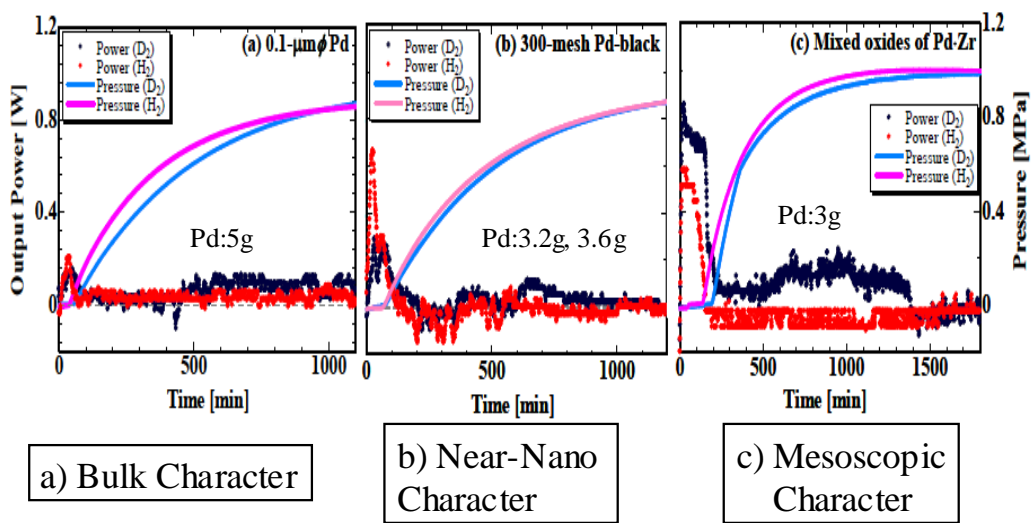 1.2
0.8
0.4
0
Output Power [W]
(a) 0.1-μmϕ Pd
Power (D2)
Power (H2)
Pressure (D2)
Pressure (H2)
Pd:5g
0 500 1000
Time [min]
(b) 300-mesh Pd-black
Power (D2)
Power (H2)
Pressure (D2)
Pressure (H2)
Pd:3.2g, 3.6g
0 500 1000
Time [min]
(c) Mixed oxides of Pd·Zr
Power (D2)
Power (H2)
Pressure (D2)
Pressure (H2)
Pd:3g
0 500 1000 1500
Time [min]
1.2
0.8
0.4
0
Pressure [MPa]
a) Bulk Character
b) Near-Nano
Character
c) Mesoscopic
Character